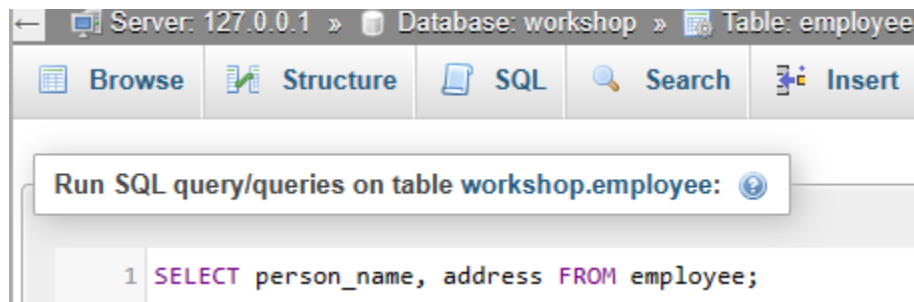 ← Server: 127.0.0.1 » Database: workshop » Table: employee
Browse Structure SQL Search Insert
Run SQL query/queries on table workshop.employee:
1 SELECT person_name, address FROM employee;